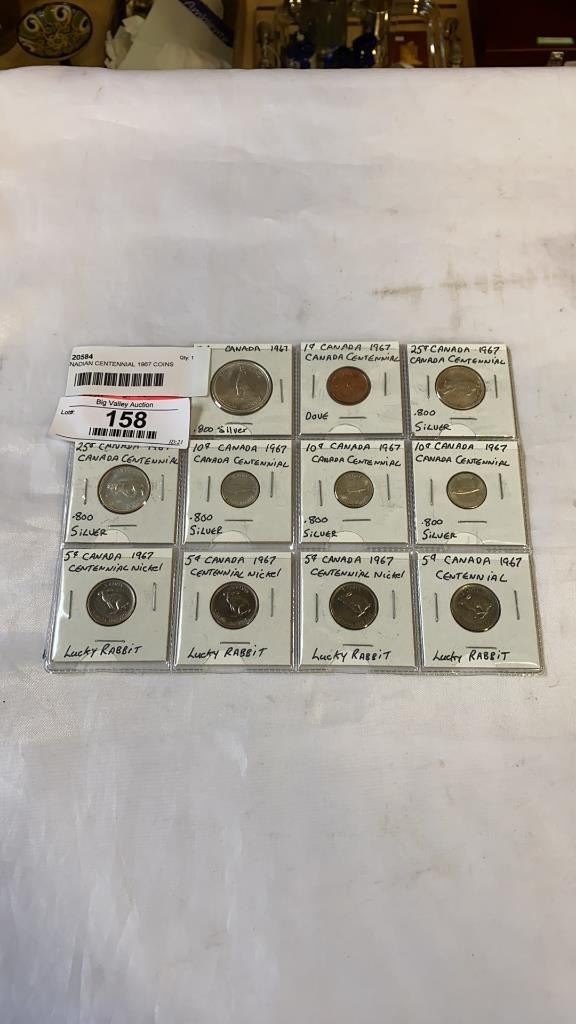 20584 Qty: 1
NADIAN CENTENNIAL 1967 COINS
Big Valley Auction
Lot#: 158
CANADA 1967
.800 Silver
1¢ CANADA 1967
CANADA CENTENNIAL
DOVE
25¢ CANADA 1967
CANADA CENTENNIAL
.800
SILVER
25¢ CANADA 1967
CANADA CENTENNIAL
.800
SILVER
10¢ CANADA 1967
CANADA CENTENNIAL
.800
SILVER
10¢ CANADA 1967
CANADA CENTENNIAL
.800
SILVER
10¢ CANADA 1967
CANADA CENTENNIAL
.800
SILVER
5¢ CANADA 1967
CENTENNIAL NICKEL
Lucky RABBIT
5¢ CANADA 1967
CENTENNIAL NICKEL
Lucky RABBIT
5¢ CANADA 1967
CENTENNIAL NICKEL
Lucky RABBIT
5¢ CANADA 1967
CENTENNIAL
Lucky RABBIT